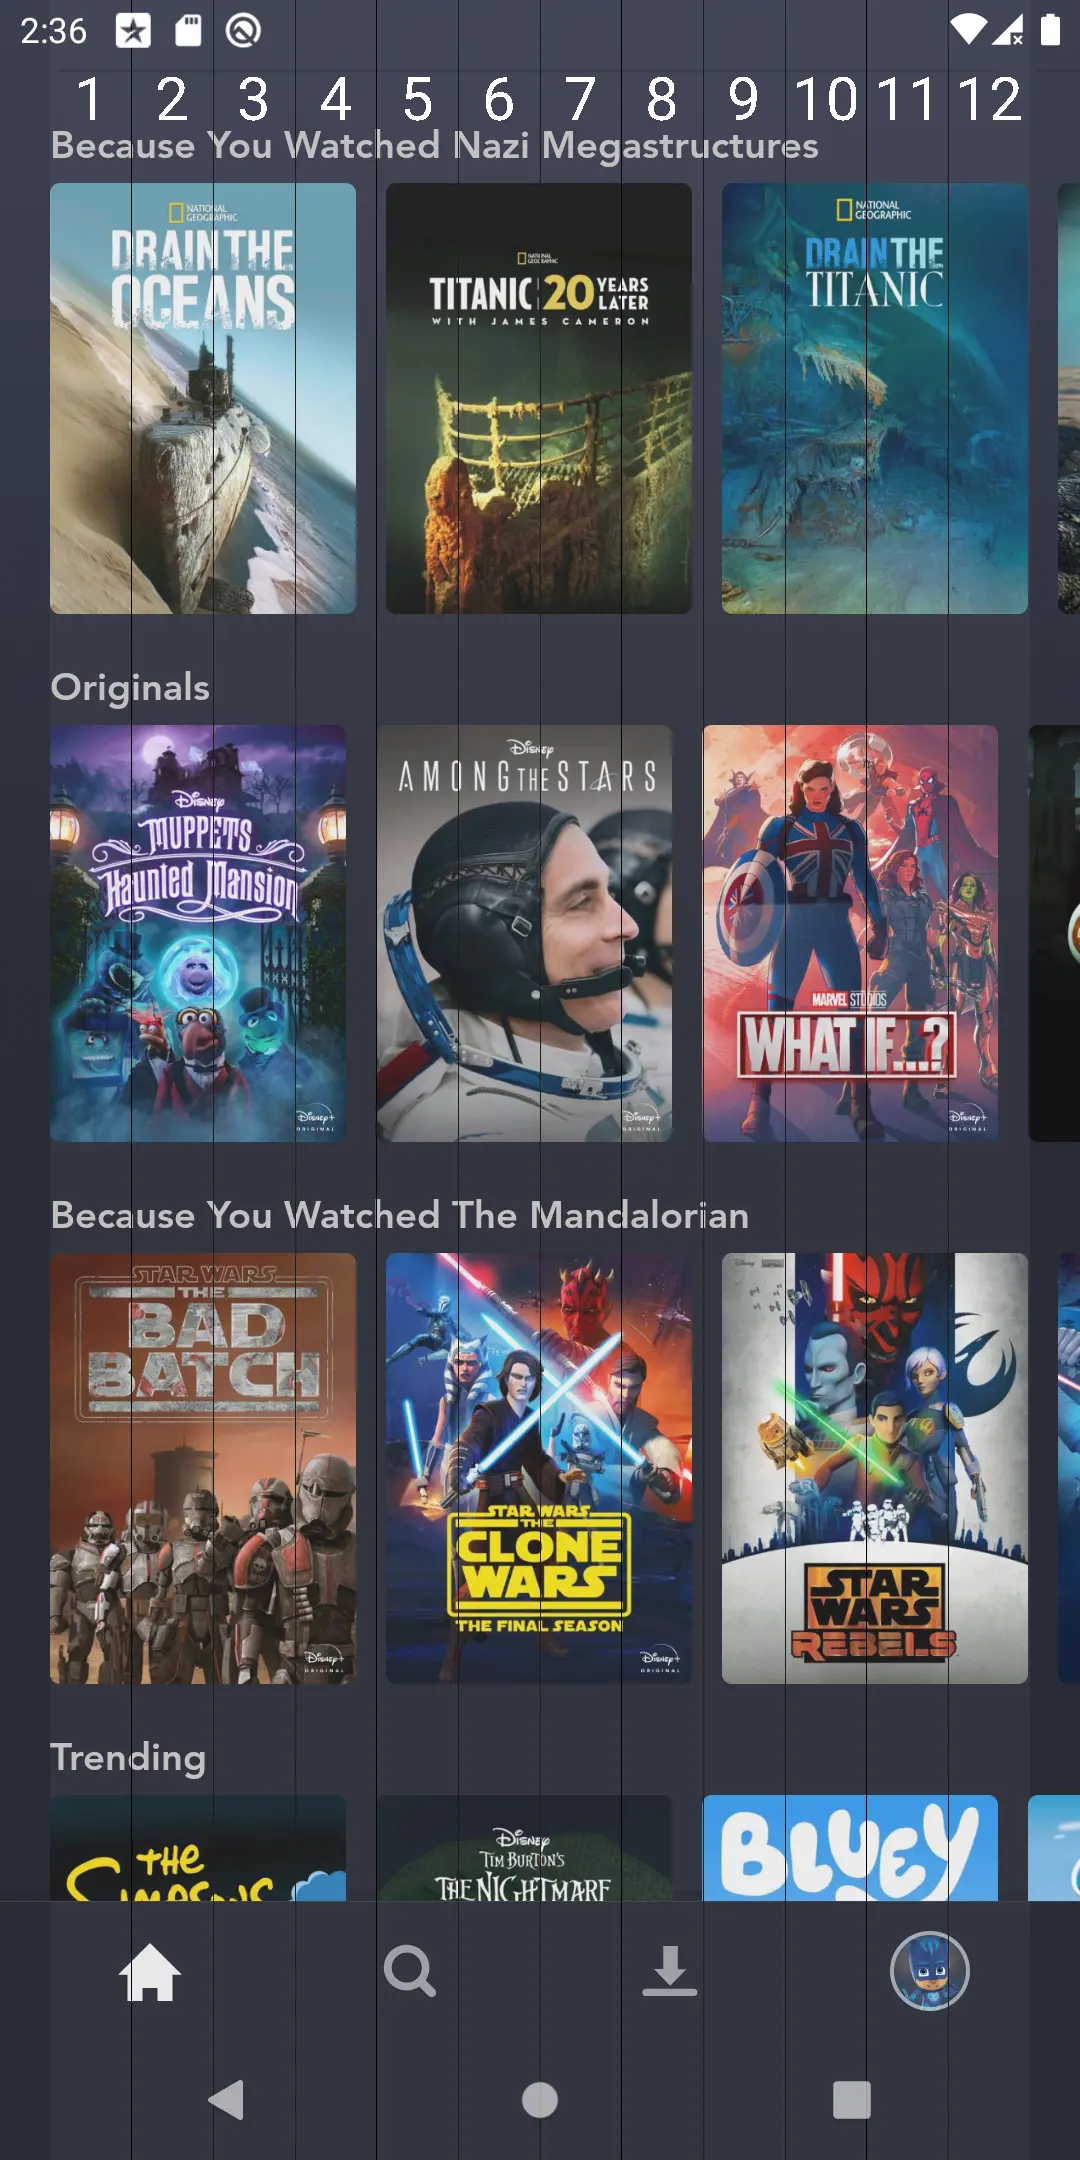 2:36
1 2 3 4 5 6 7 8 9 10 11 12
Because You Watched Nazi Megastructures
NATIONAL
GEOGRAPHIC
DRAIN THE
OCEANS
NATIONAL
GEOGRAPHIC
TITANIC 20 YEARS LATER
WITH JAMES CAMERON
NATIONAL
GEOGRAPHIC
DRAIN THE
TITANIC
Originals
Disney
MUPPETS
Haunted Mansion
Disney+
ORIGINAL
Disney
AMONG THE STARS
Disney+
ORIGINAL
MARVEL STUDIOS
WHAT IF...?
Disney+
ORIGINAL
Because You Watched The Mandalorian
STAR WARS
THE
BAD
BATCH
Disney+
ORIGINAL
STAR WARS
THE
CLONE
WARS
THE FINAL SEASON
Disney+
ORIGINAL
STAR
WARS
REBELS
Trending
THE
SIMPSONS
Disney
TIM BURTON'S
THE NIGHTMARE
BLUEY